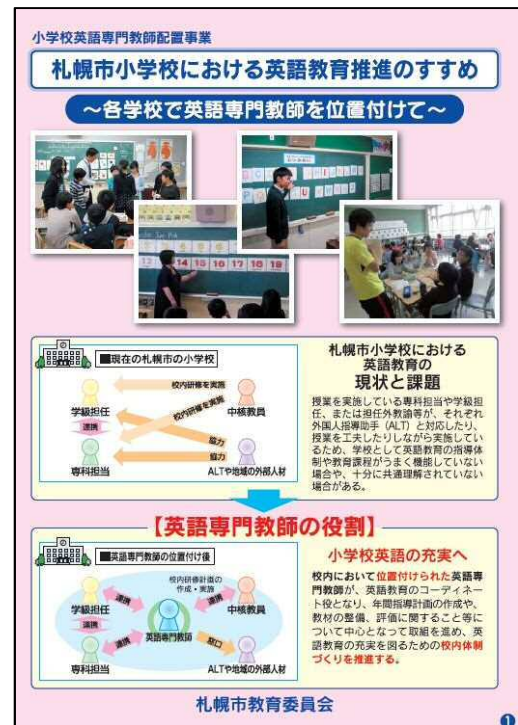 小学校英語専門教師配置事業
札幌市小学校における英語教育推進のすすめ
～各学校で英語専門教師を位置付けて～
13 14 15 16 17 18 19
■現在の札幌市の小学校
校内研修を実施
校内研修を実施
学級担任
中核教員
連携
協力
協力
専科担当
ALTや地域の外部人材
札幌市小学校における
英語教育の
現状と課題
授業を実施している専科担当や学級担
任、または担任外教諭等が、それぞれ
外国人指導助手（ALT）と対応したり、
授業を工夫したりしながら実施してい
るため、学校として英語教育の指導体
制や教育課程がうまく機能していない
場合や、十分に共通理解されていない
場合がある。
【英語専門教師の役割】
■英語専門教師の位置付け後
校内研修計画の
作成・実施
連携
連携
学級担任
中核教員
連携
英語専門教師
連携
窓口
専科担当
ALTや地域の外部人材
小学校英語の充実へ
校内において位置付けられた英語専
門教師が、英語教育のコーディネー
ト役となり、年間指導計画の作成や、
教材の整備、評価に関すること等に
ついて中心となって取組を進め、英
語教育の充実を図るための校内体制
づくりを推進する。
札幌市教育委員会
1